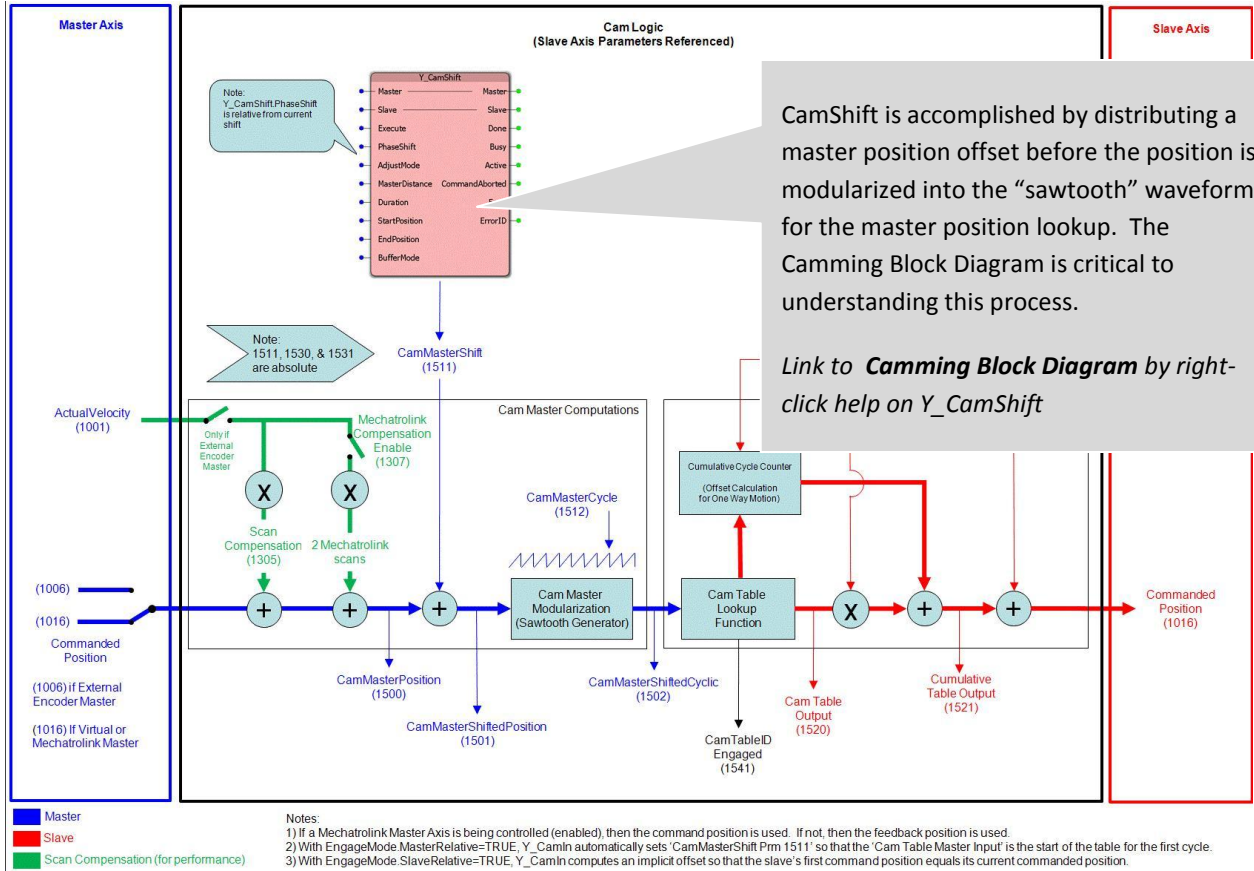 Master Axis
Cam Logic
(Slave Axis Parameters Referenced)
Slave Axis
Note:
Y_CamShift.PhaseShift
is relative from current
shift
Y_CamShift
Master Master
Slave Slave
Execute Done
PhaseShift Busy
AdjustMode Active
MasterDistance CommandAborted
Duration
StartPosition ErrorID
EndPosition
BufferMode
CamShift is accomplished by distributing a
master position offset before the position is
modularized into the “sawtooth” waveform
for the master position lookup. The
Camming Block Diagram is critical to
understanding this process.
Link to Camming Block Diagram by right-
click help on Y_CamShift
Note:
1511, 1530, & 1531
are absolute
CamMasterShift
(1511)
ActualVelocity
(1001)
Only if
External
Encoder
Master
Mechatrolink
Compensation
Enable
(1307)
Cam Master Computations
X
X
Scan
Compensation
(1305)
2 Mechatrolink
scans
CamMasterCycle
(1512)
Cumulative Cycle Counter
(Offset Calculation
for One Way Motion)
(1006)
(1016)
Commanded
Position
+
+
+
Cam Master
Modularization
(Sawtooth Generator)
Cam Table
Lookup
Function
X
+
+
Commanded
Position
(1016)
(1006) if External
Encoder Master
(1016) If Virtual or
Mechatrolink Master
CamMasterPosition
(1500)
CamMasterShiftedPosition
(1501)
CamMasterShiftedCyclic
(1502)
CamTableID
Engaged
(1541)
Cam Table
Output
(1520)
Cumulative
Table Output
(1521)
Master
Slave
Scan Compensation (for performance)
Notes:
1) If a Mechatrolink Master Axis is being controlled (enabled), then the command position is used. If not, then the feedback position is used.
2) With EngageMode.MasterRelative=TRUE, Y_CamIn automatically sets 'CamMasterShift Prm 1511' so that the 'Cam Table Master Input' is the start of the table for the first cycle.
3) With EngageMode.SlaveRelative=TRUE, Y_CamIn computes an implicit offset so that the slave's first command position equals its current commanded position.